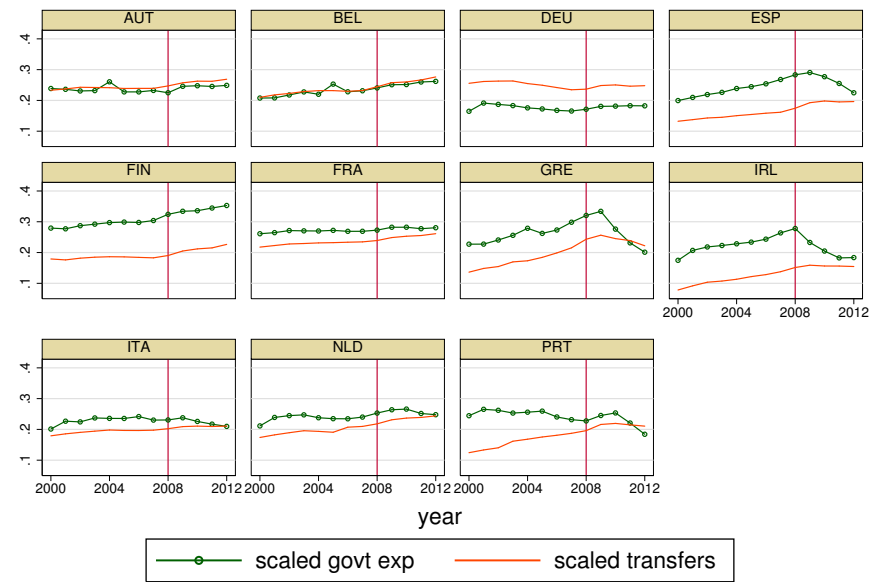 AUT BEL DEU ESP
.1 .2 .3 .4
FIN FRA GRE IRL
.1 .2 .3 .4
2000 2004 2008 2012
ITA NLD PRT
.1 .2 .3 .4
2000 2004 2008 2012 2000 2004 2008 2012 2000 2004 2008 2012
year
scaled govt exp scaled transfers